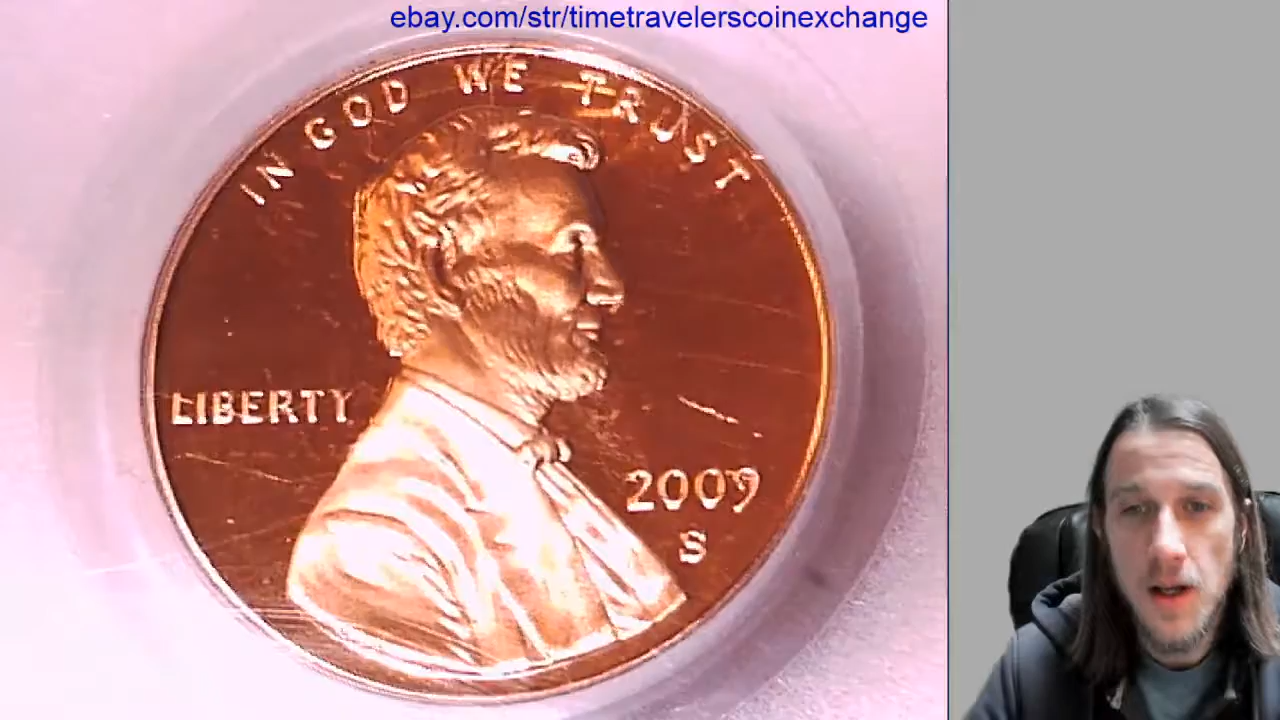 ebay.com/str/timetravelerscoinexchange
IN GOD WE TRUST
LIBERTY
2009
S